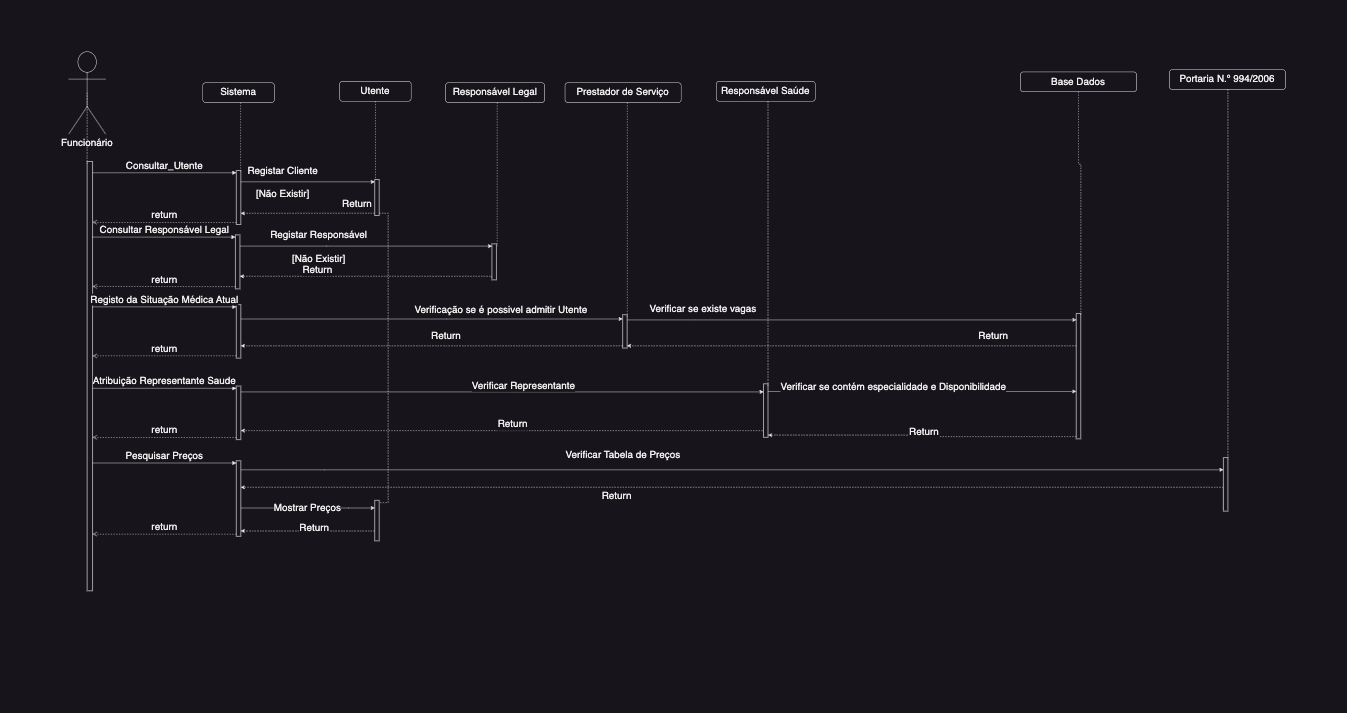 Funcionário
Sistema
Utente
Responsável Legal
Prestador de Serviço
Responsável Saúde
Base Dados
Portaria N.º 994/2006
Consultar_Utente
Registar Cliente
[Não Existir]
Return
return
Consultar Responsável Legal
Registar Responsável
[Não Existir]
Return
return
Registo da Situação Médica Atual
Verificação se é possivel admitir Utente
Verificar se existe vagas
Return
Return
return
Atribuição Representante Saude
Verificar Representante
Verificar se contém especialidade e Disponibilidade
Return
Return
return
Pesquisar Preços
Verificar Tabela de Preços
Return
Mostrar Preços
Return
return